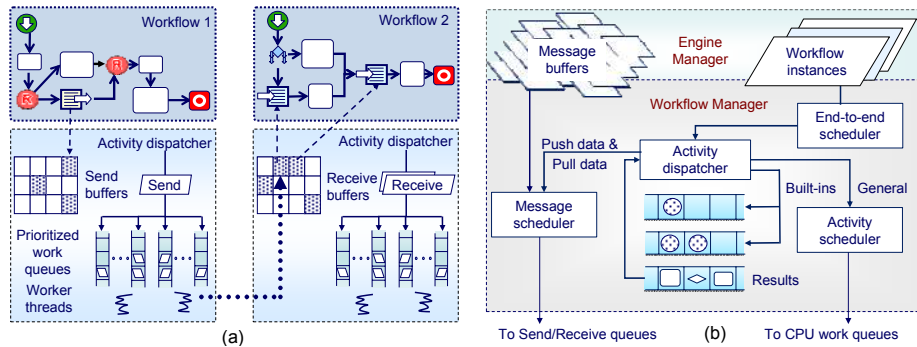 Workflow 1
R
R
Activity dispatcher
Send
buffers
Send
Prioritized
work queues
Worker
threads
Workflow 2
Activity dispatcher
Receive
buffers
Receive
(a)
Message
buffers
Engine
Manager
Workflow
instances
Workflow Manager
End-to-end
scheduler
Push data &
Pull data
Activity
dispatcher
Built-ins
General
Message
scheduler
Activity
scheduler
Results
To Send/Receive queues
(b)
To CPU work queues